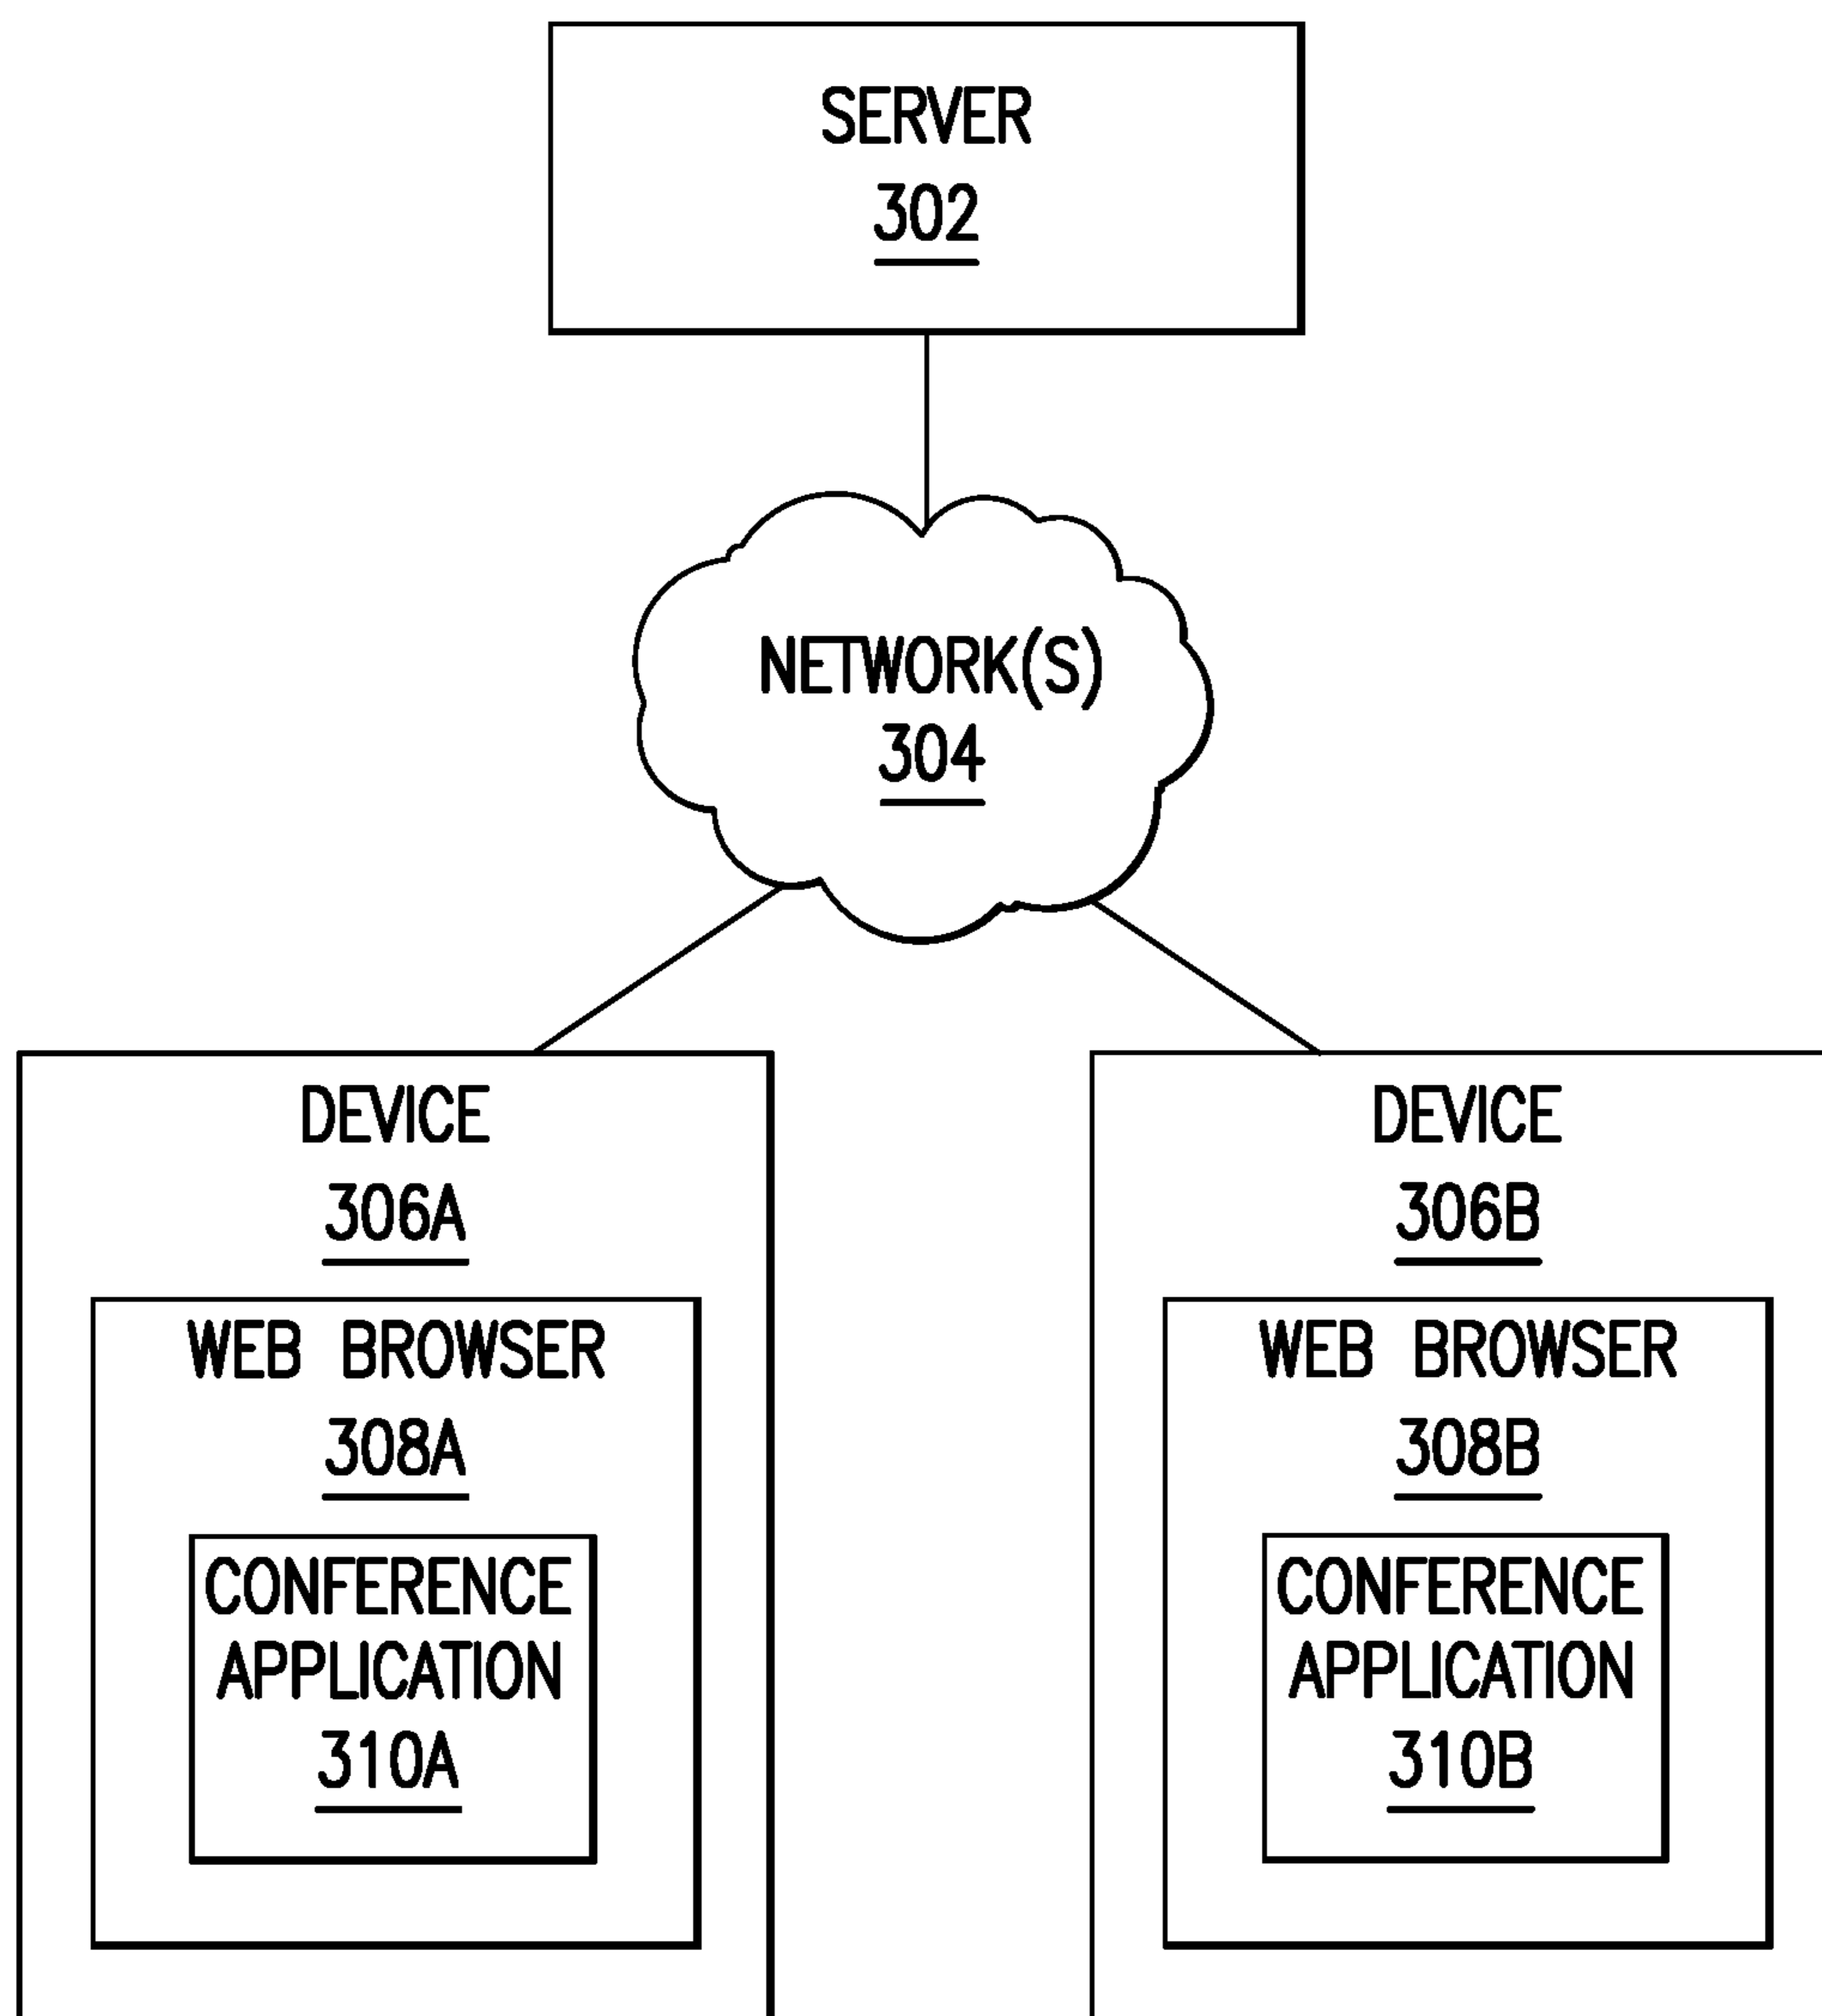 SERVER
302
NETWORK(S)
304
DEVICE
306A
WEB BROWSER
308A
CONFERENCE
APPLICATION
310A
DEVICE
306B
WEB BROWSER
308B
CONFERENCE
APPLICATION
310B